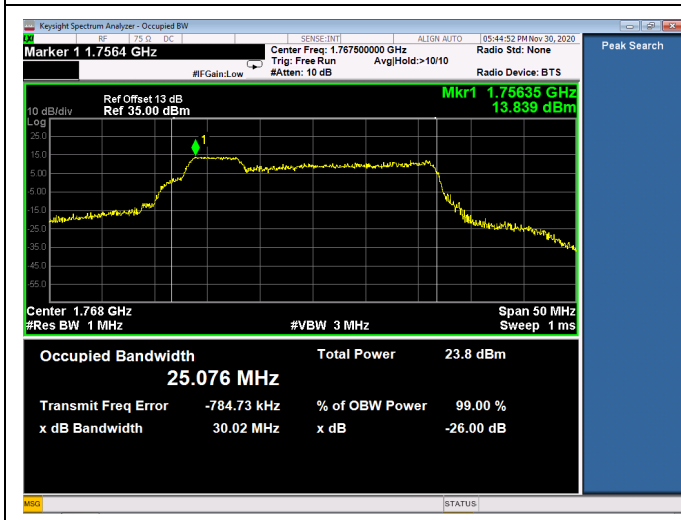 Keysight Spectrum Analyzer - Occupied BW
LXI RF 75 Ω DC SENSE:INT ALIGN AUTO 05:44:52 PM Nov 30, 2020
Marker 1 1.7564 GHz Center Freq: 1.767500000 GHz Radio Std: None
Trig: Free Run Avg|Hold:>10/10
#IFGain:Low #Atten: 10 dB Radio Device: BTS
Peak Search
Ref Offset 13 dB Mkr1 1.75635 GHz
10 dB/div Ref 35.00 dBm 13.839 dBm
Log
25.0
1
15.0
5.00
-5.00
-15.0
-25.0
-35.0
-45.0
-55.0
Center 1.768 GHz Span 50 MHz
#Res BW 1 MHz #VBW 3 MHz Sweep 1 ms
Occupied Bandwidth Total Power 23.8 dBm
25.076 MHz
Transmit Freq Error -784.73 kHz % of OBW Power 99.00 %
x dB Bandwidth 30.02 MHz x dB -26.00 dB
MSG STATUS